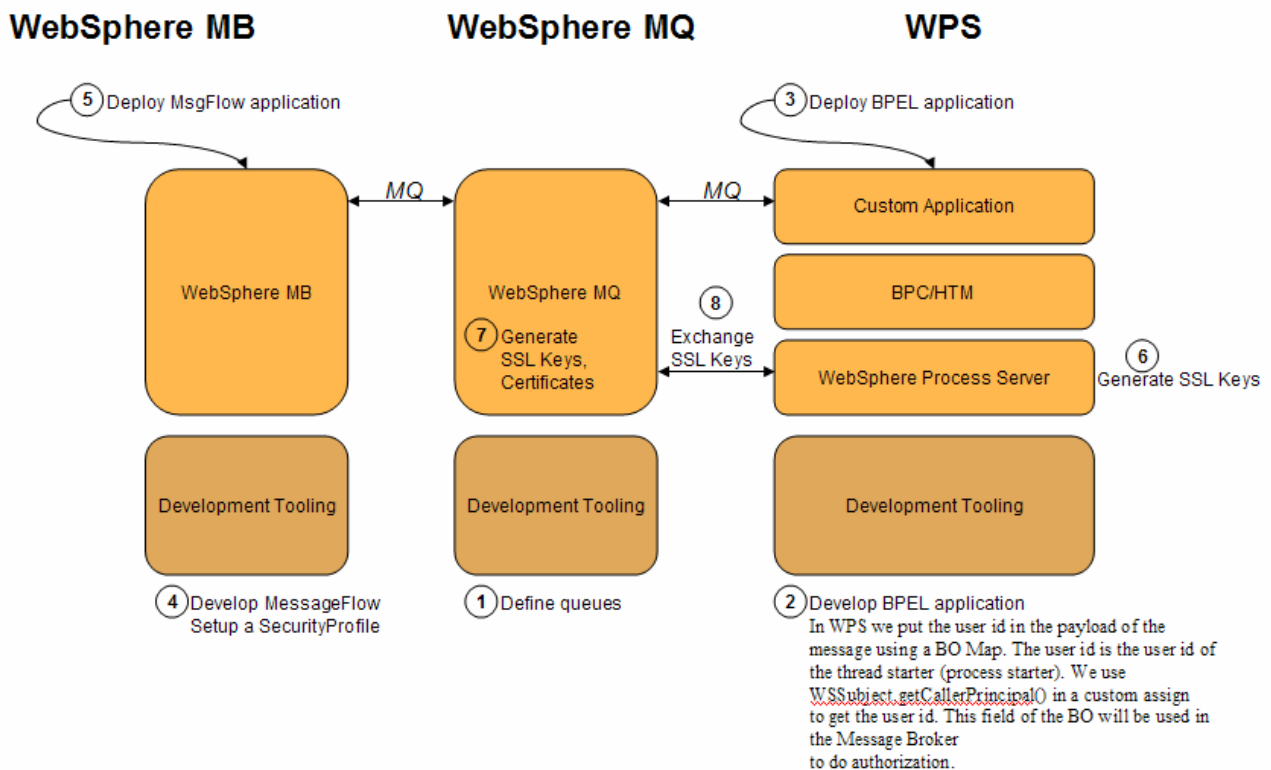 WebSphere MB
WebSphere MQ
WPS
5 Deploy MsgFlow application
3 Deploy BPEL application
MQ
MQ
WebSphere MB
WebSphere MQ
7 Generate
SSL Keys,
Certificates
8
Exchange
SSL Keys
Custom Application
BPC/HTM
WebSphere Process Server
6
Generate SSL Keys
Development Tooling
Development Tooling
Development Tooling
4 Develop MessageFlow
Setup a SecurityProfile
1 Define queues
2 Develop BPEL application
In WPS we put the user id in the payload of the
message using a BO Map. The user id is the user id of
the thread starter (process starter). We use
WSSubject.getCallerPrincipal() in a custom assign
to get the user id. This field of the BO will be used in
the Message Broker
to do authorization.